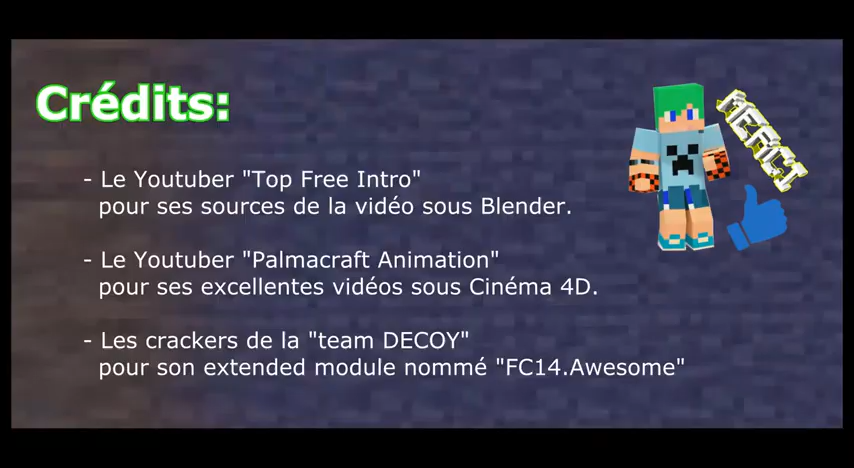 Crédits:
MERCI
- Le Youtuber "Top Free Intro"
pour ses sources de la vidéo sous Blender.
- Le Youtuber "Palmacraft Animation"
pour ses excellentes vidéos sous Cinéma 4D.
- Les crackers de la "team DECOY"
pour son extended module nommé "FC14.Awesome"